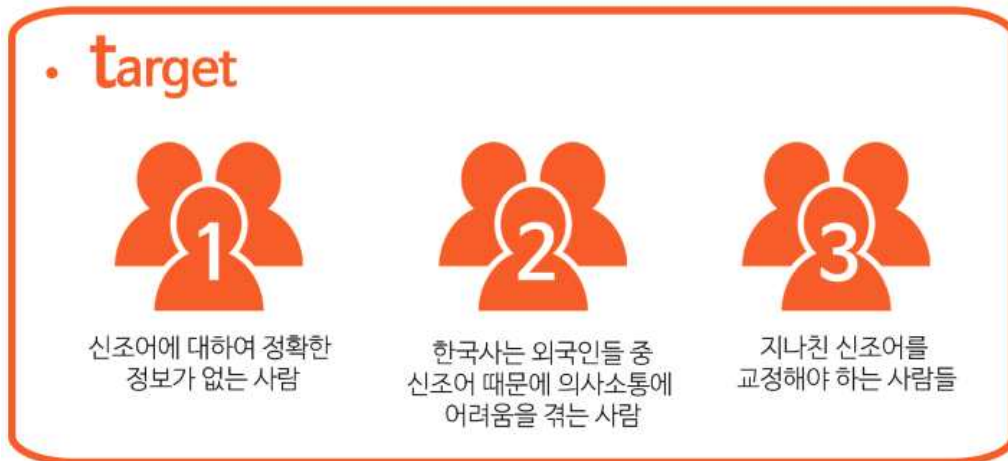 • target
1
2
3
신조어에 대하여 정확한
정보가 없는 사람
한국사는 외국인들 중
신조어 때문에 의사소통에
어려움을 겪는 사람
지나친 신조어를
교정해야 하는 사람들